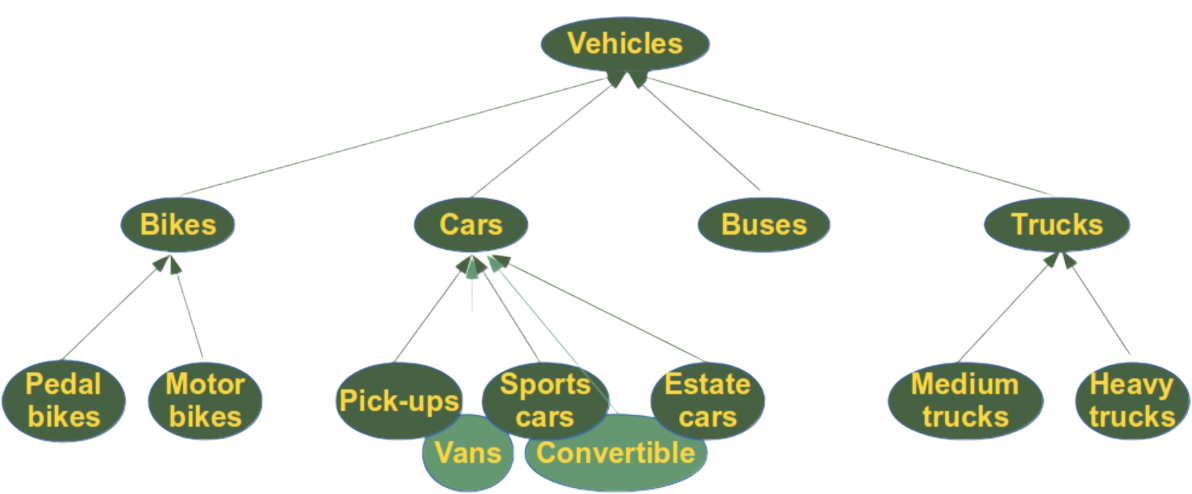 Vehicles
Bikes
Cars
Buses
Trucks
Pedal
bikes
Motor
bikes
Pick-ups
Sports
cars
Estate
cars
Medium
trucks
Heavy
trucks
Vans
Convertible